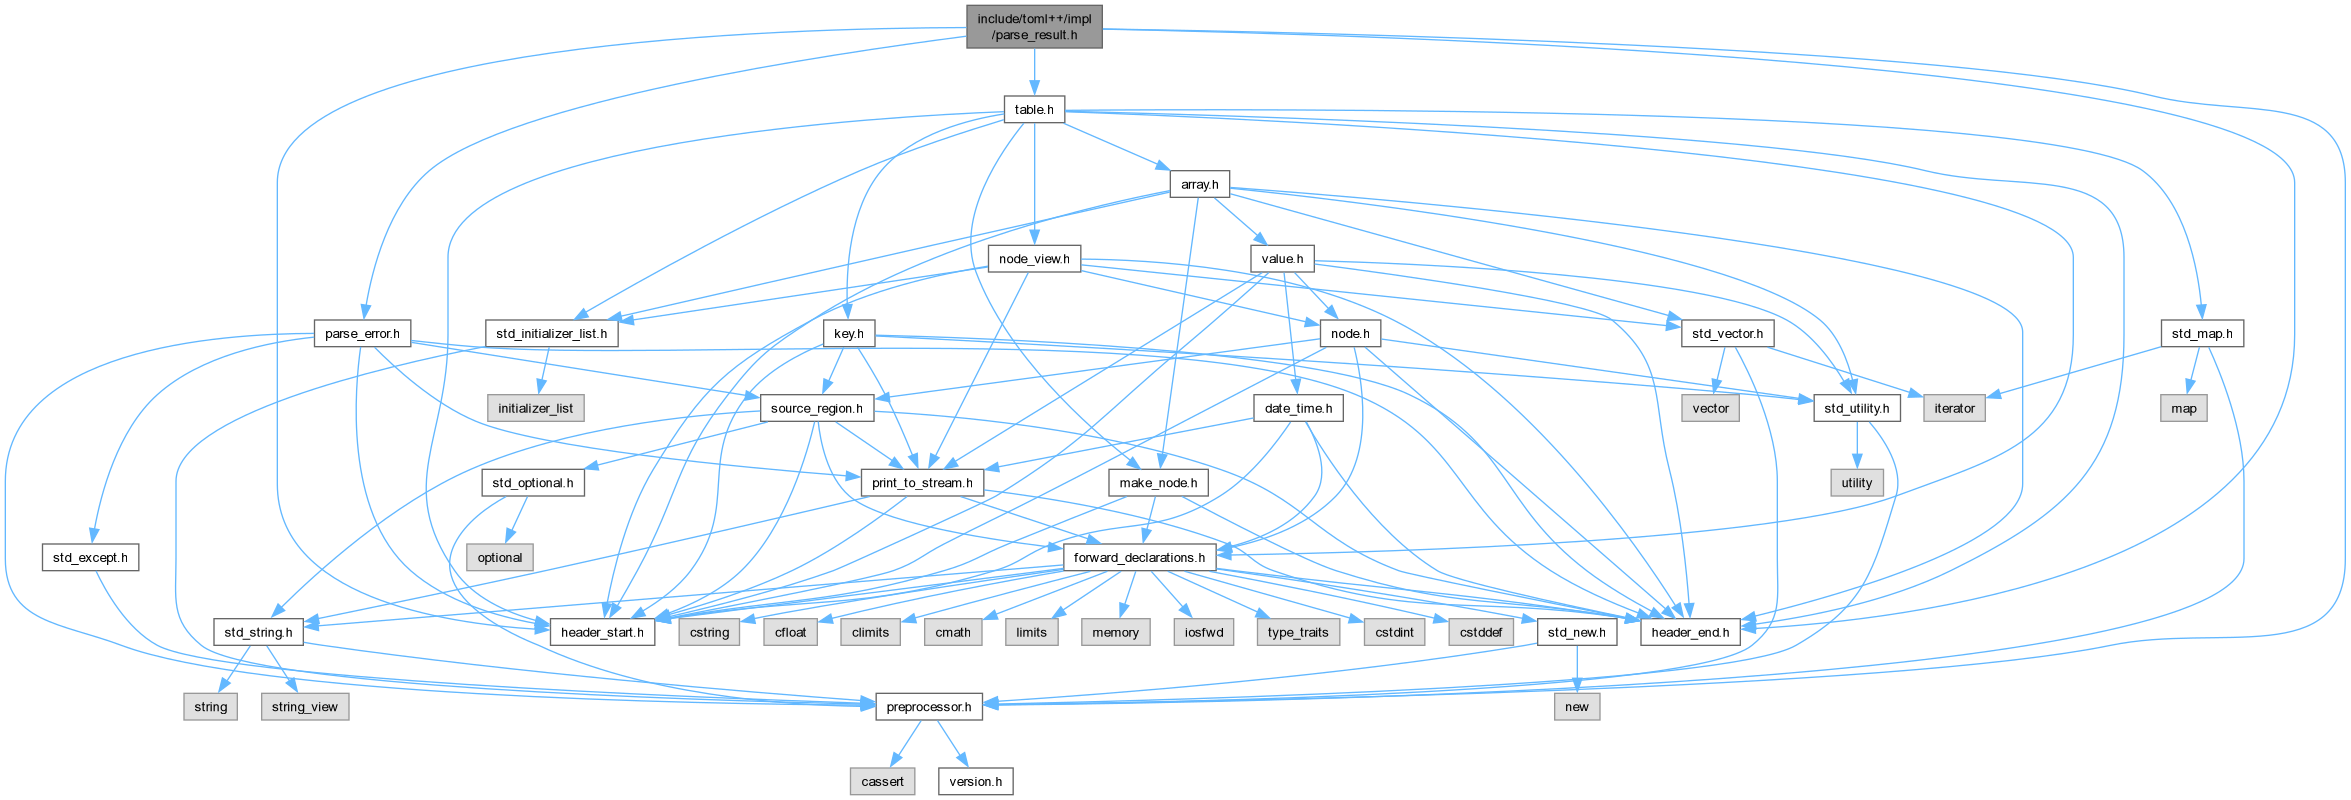 include/toml++/impl
/parse_result.h
table.h
array.h
node_view.h
value.h
parse_error.h
std_initializer_list.h
key.h
node.h
std_vector.h
std_map.h
initializer_list
source_region.h
date_time.h
vector
std_utility.h
iterator
map
std_optional.h
print_to_stream.h
make_node.h
utility
std_except.h
optional
forward_declarations.h
std_string.h
header_start.h
cstring
cfloat
climits
cmath
limits
memory
iosfwd
type_traits
cstdint
cstddef
std_new.h
header_end.h
string
string_view
preprocessor.h
new
cassert
version.h